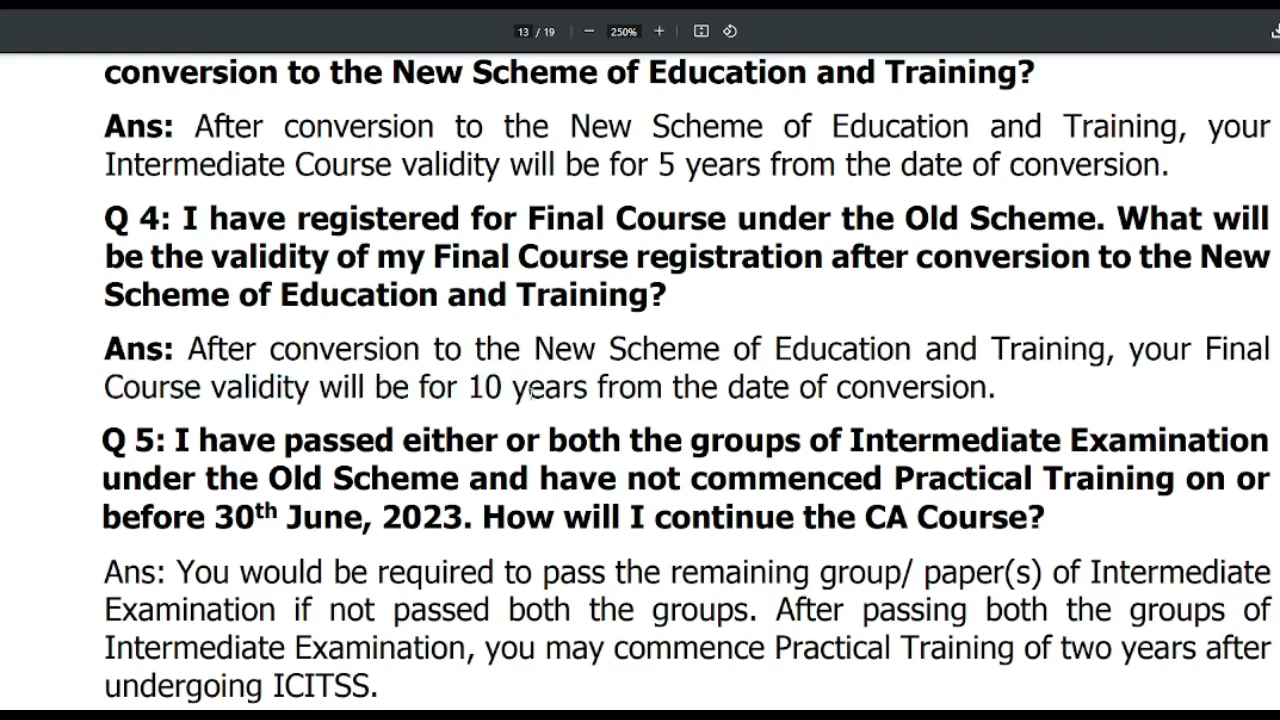 13 / 19 − 250% +
conversion to the New Scheme of Education and Training?
Ans: After conversion to the New Scheme of Education and Training, your
Intermediate Course validity will be for 5 years from the date of conversion.
Q 4: I have registered for Final Course under the Old Scheme. What will
be the validity of my Final Course registration after conversion to the New
Scheme of Education and Training?
Ans: After conversion to the New Scheme of Education and Training, your Final
Course validity will be for 10 years from the date of conversion.
Q 5: I have passed either or both the groups of Intermediate Examination
under the Old Scheme and have not commenced Practical Training on or
before 30th June, 2023. How will I continue the CA Course?
Ans: You would be required to pass the remaining group/ paper(s) of Intermediate
Examination if not passed both the groups. After passing both the groups of
Intermediate Examination, you may commence Practical Training of two years after
undergoing ICITSS.